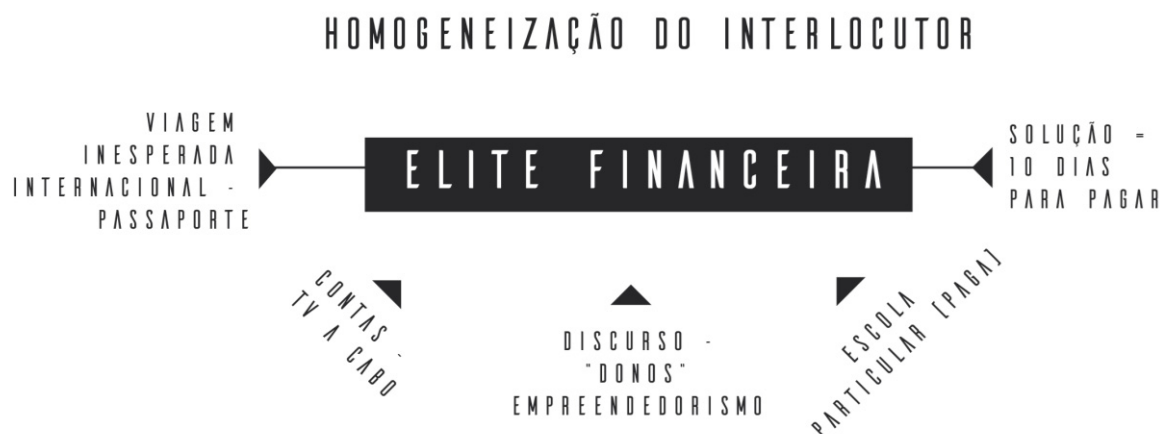 HOMOGENEIZAÇÃO DO INTERLOCUTOR
VIAGEM
INESPERADA
INTERNACIONAL -
PASSAPORTE
ELITE FINANCEIRA
SOLUÇÃO =
10 DIAS
PARA PAGAR
CONTAS -
TV A CABO
DISCURSO -
"DONOS"
EMPREENDEDORISMO
ESCOLA
PARTICULAR [PAGA]